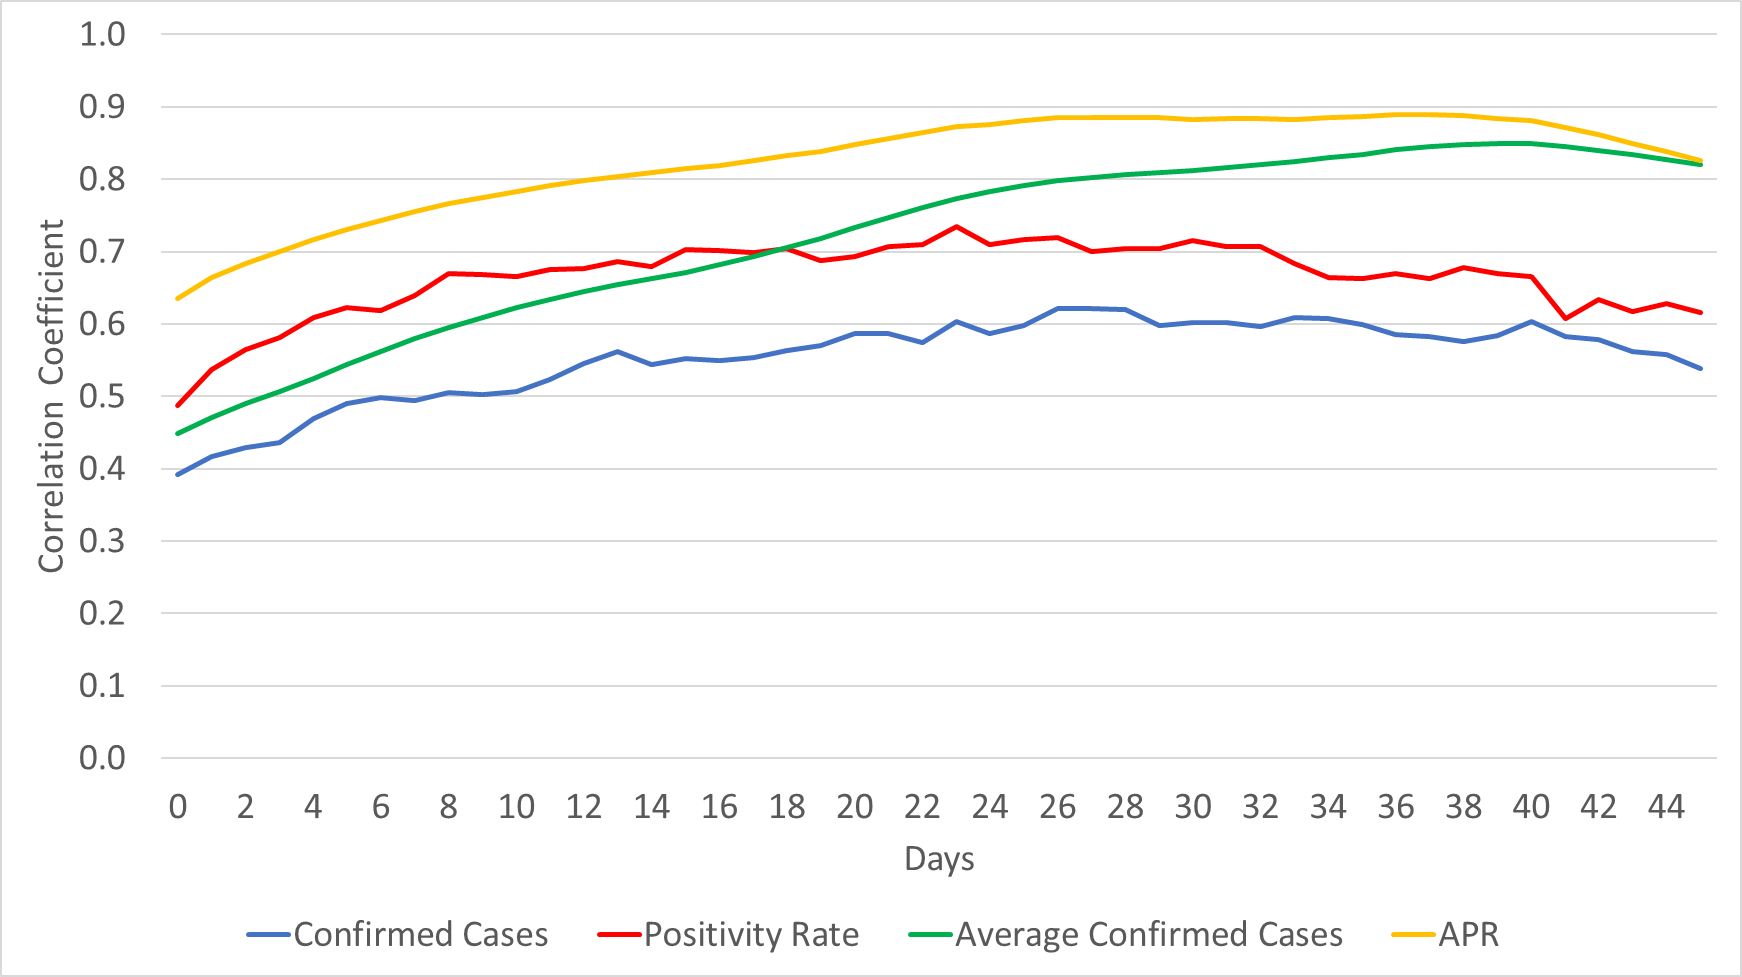 1.0
0.9
0.8
0.7
0.6
0.5
0.4
0.3
0.2
0.1
0.0
Correlation Coefficient
0 2 4 6 8 10 12 14 16 18 20 22 24 26 28 30 32 34 36 38 40 42 44
Days
Confirmed Cases Positivity Rate Average Confirmed Cases APR